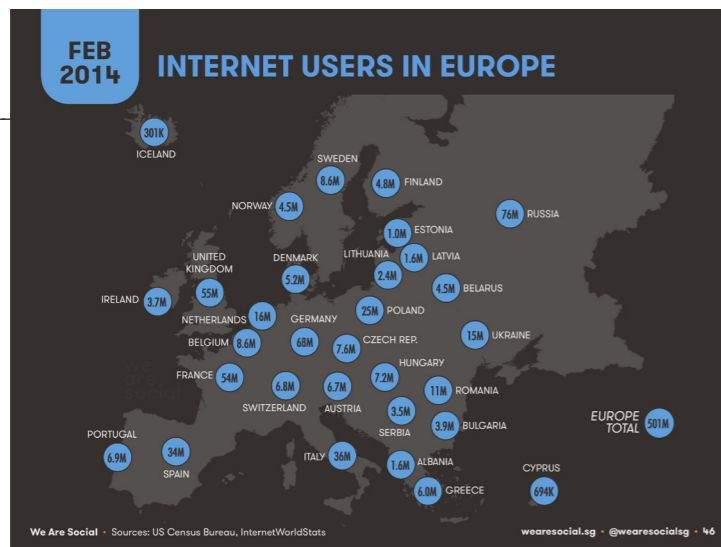 FEB
2014
INTERNET USERS IN EUROPE
301K
ICELAND
SWEDEN
8.6M
4.8M
FINLAND
NORWAY
4.5M
76M
RUSSIA
ESTONIA
1.0M
LITHUANIA
1.6M
LATVIA
2.4M
UNITED
KINGDOM
55M
DENMARK
5.2M
4.5M
BELARUS
IRELAND
3.7M
NETHERLANDS
16M
25M
POLAND
GERMANY
68M
BELGIUM
8.6M
7.6M
CZECH REP.
15M
UKRAINE
we
are
social
FRANCE
54M
6.8M
SWITZERLAND
6.7M
AUSTRIA
HUNGARY
7.2M
11M
ROMANIA
3.5M
SERBIA
3.9M
BULGARIA
EUROPE
TOTAL
501M
PORTUGAL
6.9M
34M
SPAIN
ITALY
36M
1.6M
ALBANIA
6.0M
GREECE
CYPRUS
694K
We Are Social • Sources: US Census Bureau, InternetWorldStats
wearesocial.sg • @wearesocialsg • 46